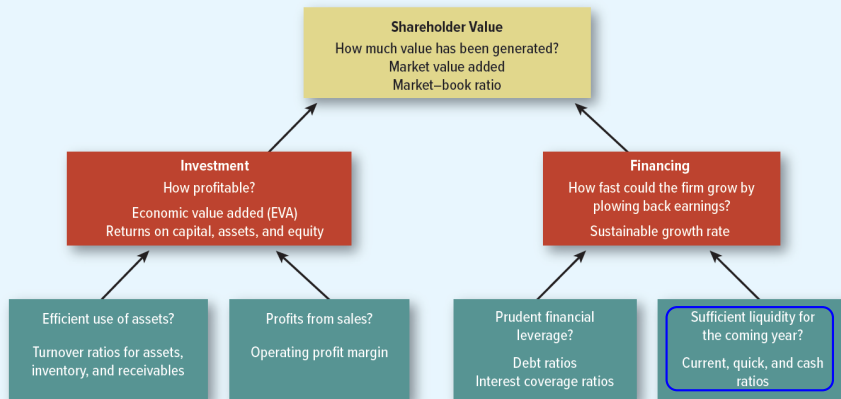 Shareholder Value
How much value has been generated?
Market value added
Market–book ratio
Investment
How profitable?
Economic value added (EVA)
Returns on capital, assets, and equity
Financing
How fast could the firm grow by
plowing back earnings?
Sustainable growth rate
Efficient use of assets?
Turnover ratios for assets,
inventory, and receivables
Profits from sales?
Operating profit margin
Prudent financial
leverage?
Debt ratios
Interest coverage ratios
Sufficient liquidity for
the coming year?
Current, quick, and cash
ratios